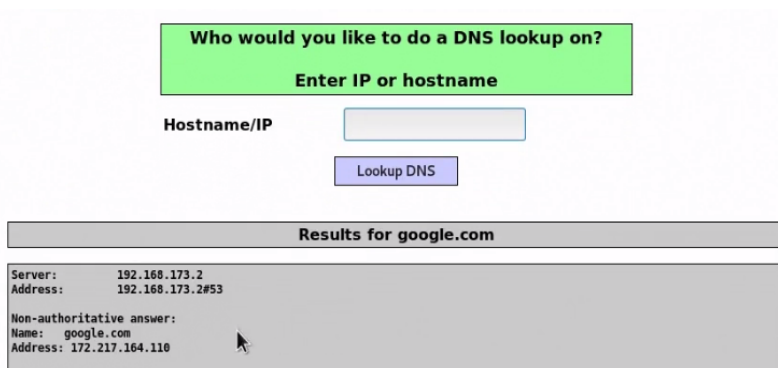 Who would you like to do a DNS lookup on?
Enter IP or hostname
Hostname/IP
Lookup DNS
Results for google.com
Server: 192.168.173.2
Address: 192.168.173.2#53
Non-authoritative answer:
Name: google.com
Address: 172.217.164.110